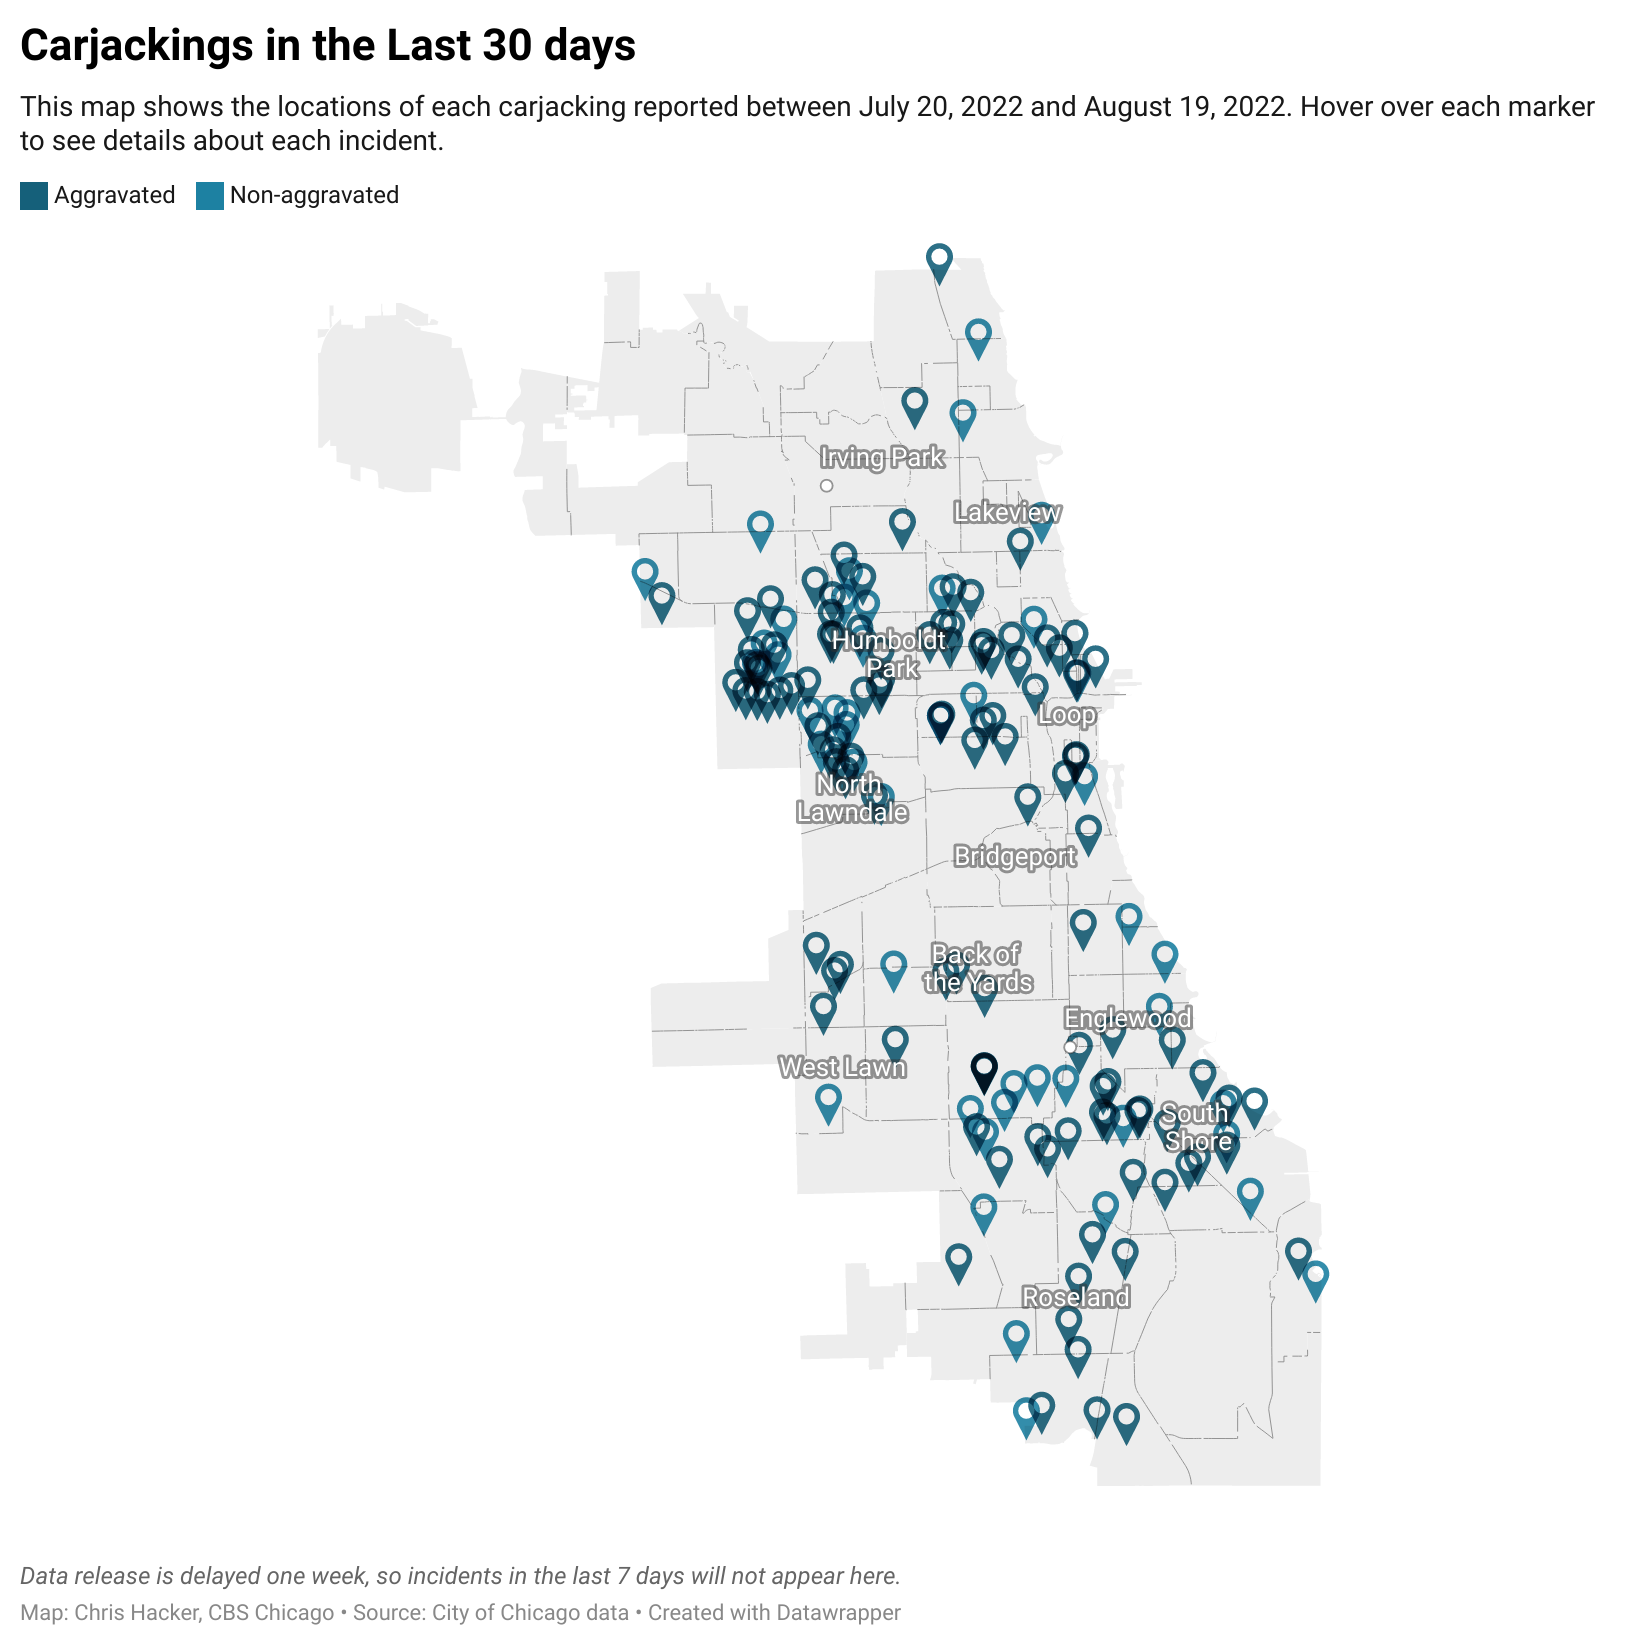 Carjackings in the Last 30 days
This map shows the locations of each carjacking reported between July 20, 2022 and August 19, 2022. Hover over each marker
to see details about each incident.
Aggravated Non-aggravated
Irving Park
Lakeview
Humboldt
Park
Loop
North
Lawndale
Bridgeport
Back of
the Yards
Englewood
West Lawn
South
Shore
Roseland
Data release is delayed one week, so incidents in the last 7 days will not appear here.
Map: Chris Hacker, CBS Chicago • Source: City of Chicago data • Created with Datawrapper